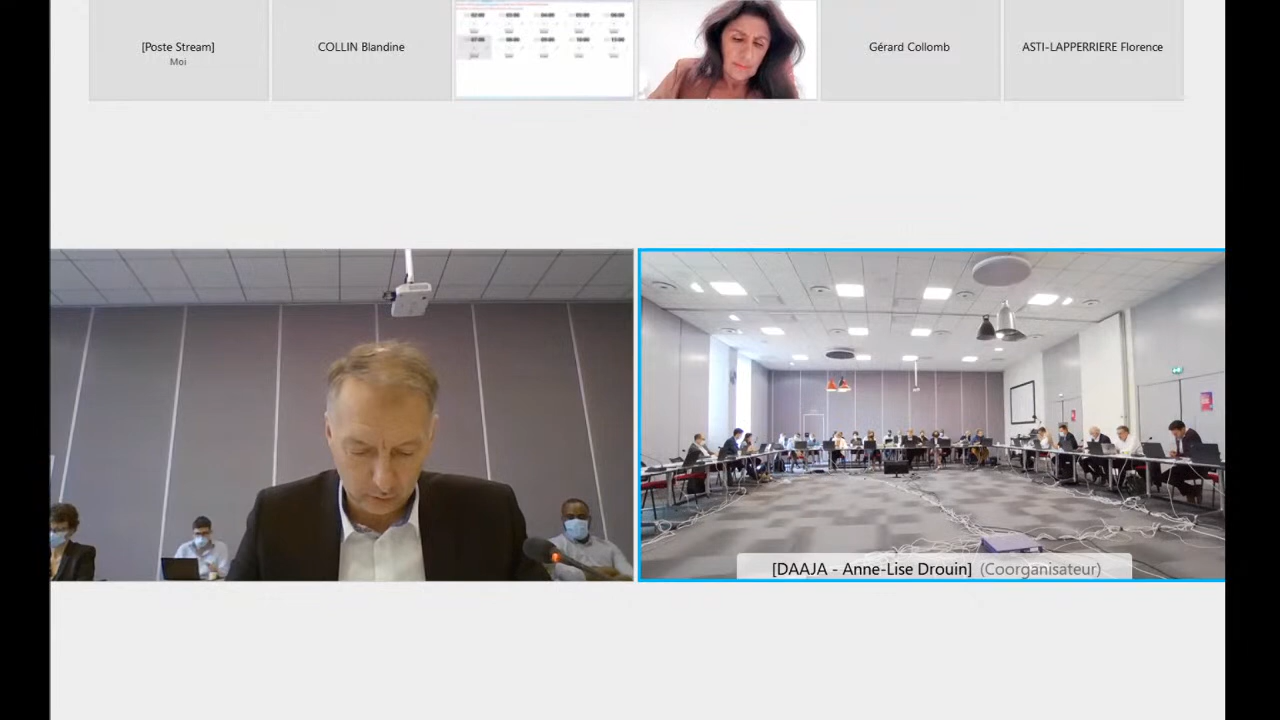 [Poste Stream]
Moi
COLLIN Blandine
Gérard Collomb
ASTI-LAPPERRIERE Florence
[DAAJA - Anne-Lise Drouin] (Coorganisateur)